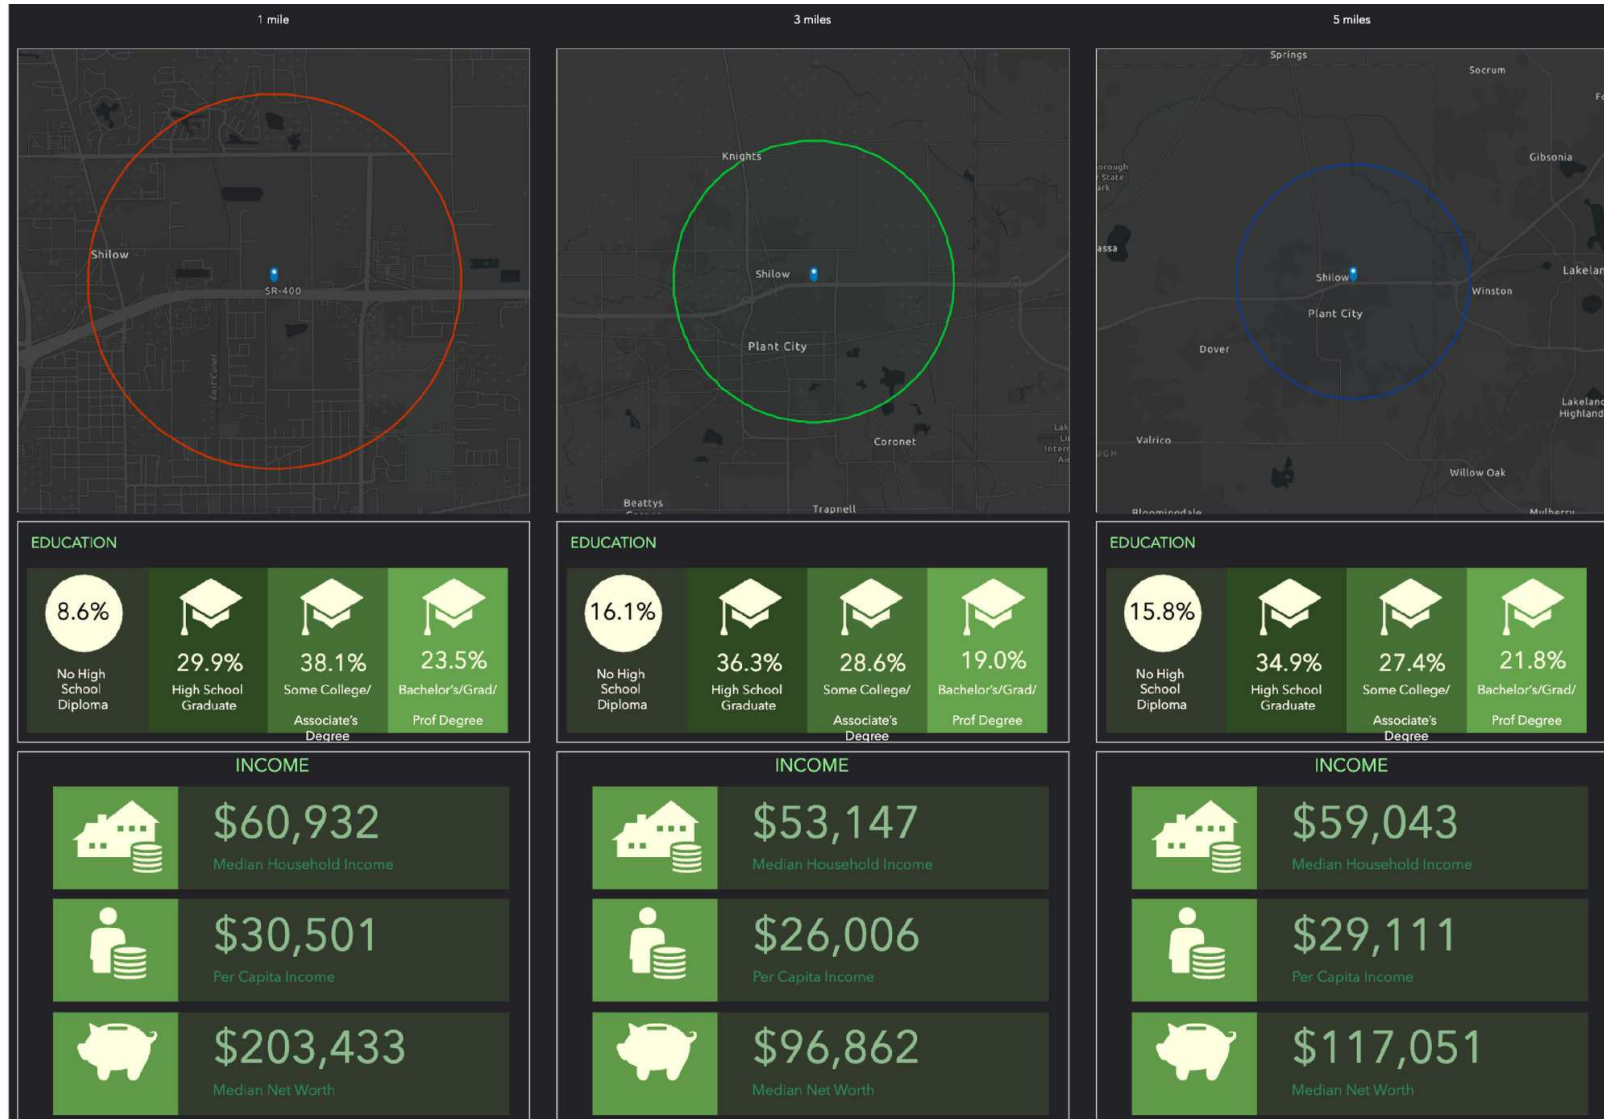 1 mile
3 miles
5 miles
Shilow
SR-400
East Canal
Knights
Shilow
Plant City
Coronet
Beattys
Trapnell
Springs
Socrum
Gibsonia
Shilow
Winston
Plant City
Dover
Valrico
Willow Oak
Bloomingdale
Mulberry
EDUCATION
8.6%
No High
School
Diploma
29.9%
High School
Graduate
38.1%
Some College/
Associate's
Degree
23.5%
Bachelor's/Grad/
Prof Degree
EDUCATION
16.1%
No High
School
Diploma
36.3%
High School
Graduate
28.6%
Some College/
Associate's
Degree
19.0%
Bachelor's/Grad/
Prof Degree
EDUCATION
15.8%
No High
School
Diploma
34.9%
High School
Graduate
27.4%
Some College/
Associate's
Degree
21.8%
Bachelor's/Grad/
Prof Degree
INCOME
$60,932
Median Household Income
$30,501
Per Capita Income
$203,433
Median Net Worth
INCOME
$53,147
Median Household Income
$26,006
Per Capita Income
$96,862
Median Net Worth
INCOME
$59,043
Median Household Income
$29,111
Per Capita Income
$117,051
Median Net Worth